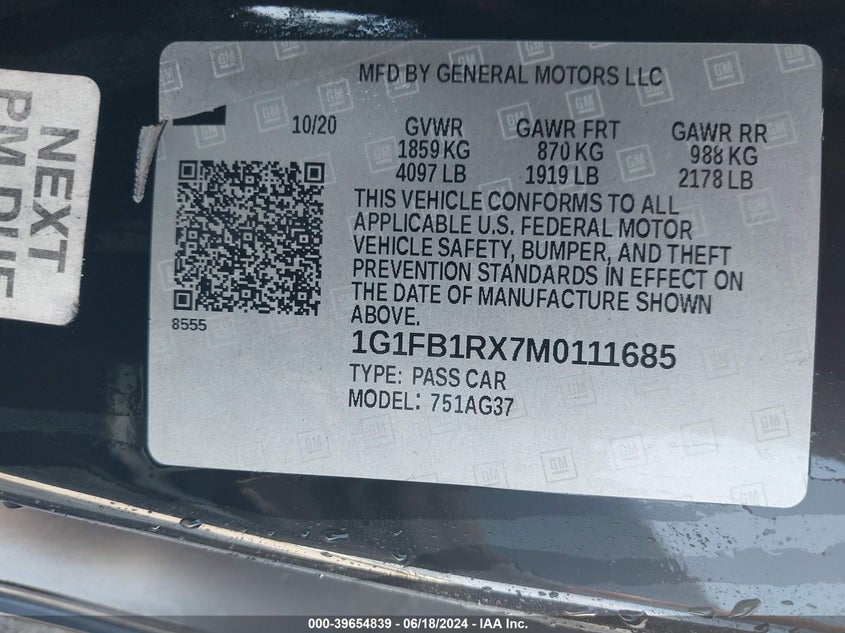 NEXT
PM DUE
MFD BY GENERAL MOTORS LLC
10/20
GVWR
1859 KG
4097 LB
GAWR FRT
870 KG
1919 LB
GAWR RR
988 KG
2178 LB
THIS VEHICLE CONFORMS TO ALL
APPLICABLE U.S. FEDERAL MOTOR
VEHICLE SAFETY, BUMPER, AND THEFT
PREVENTION STANDARDS IN EFFECT ON
THE DATE OF MANUFACTURE SHOWN
ABOVE.
8555
1G1FB1RX7M0111685
TYPE: PASS CAR
MODEL: 751AG37
000-39654839 / 06/18/2024 - IAAI.COM